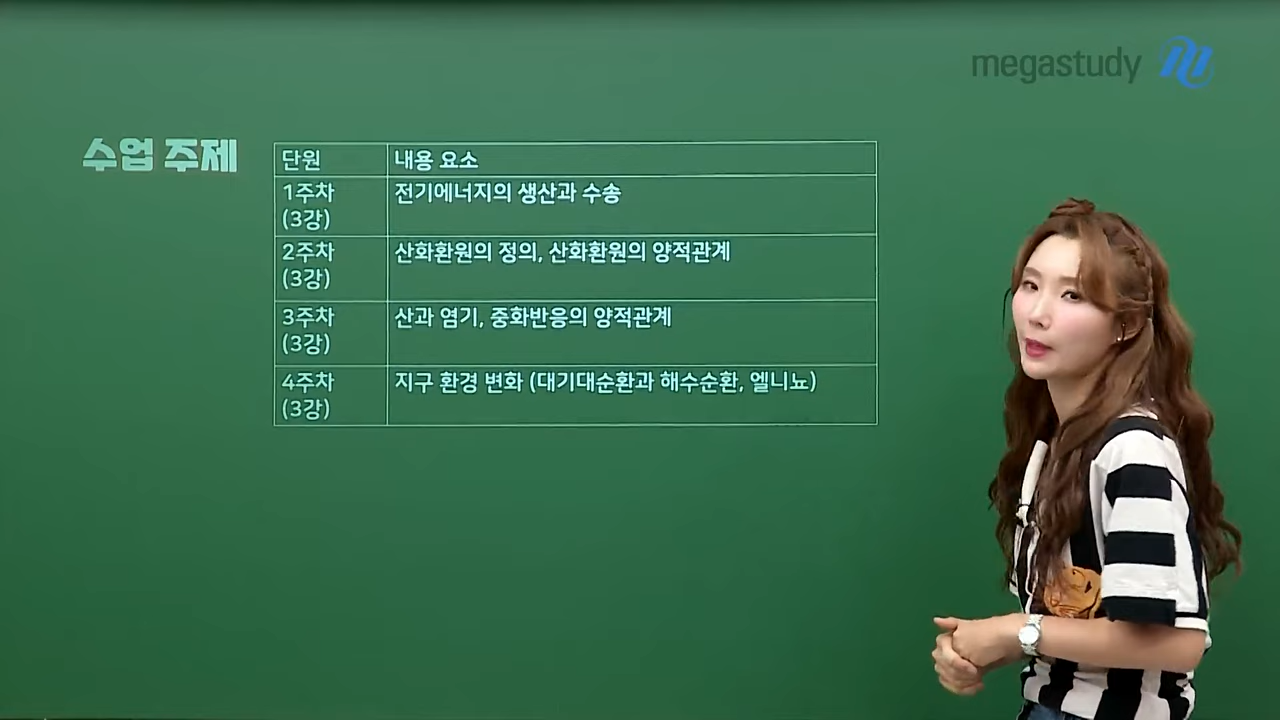 megastudy
수업 주제
단원 내용 요소
1주차 전기에너지의 생산과 수송
(3강)
2주차 산화환원의 정의, 산화환원의 양적관계
(3강)
3주차 산과 염기, 중화반응의 양적관계
(3강)
4주차 지구 환경 변화 (대기대순환과 해수순환, 엘니뇨)
(3강)